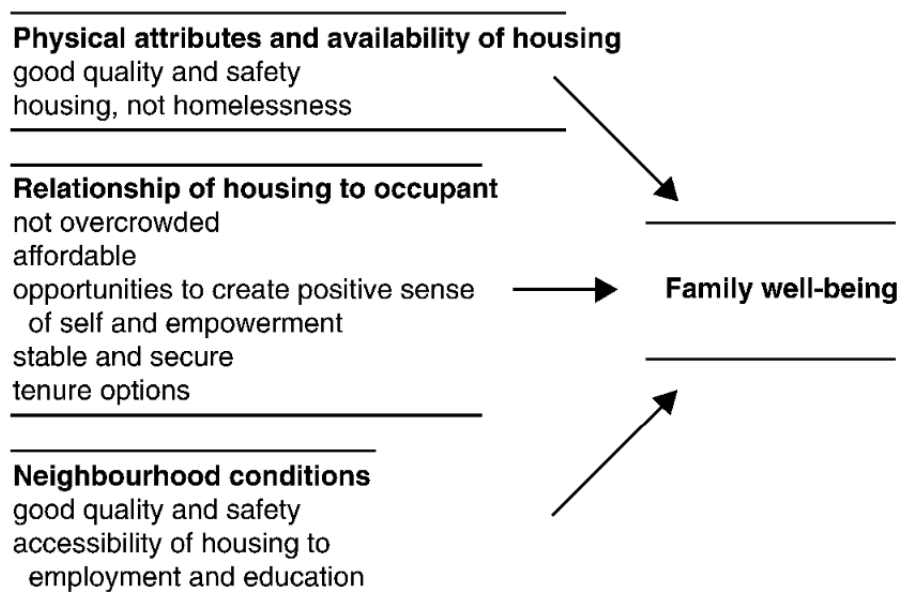 Physical attributes and availability of housing
good quality and safety
housing, not homelessness
Relationship of housing to occupant
not overcrowded
affordable
opportunities to create positive sense
of self and empowerment
stable and secure
tenure options
Family well-being
Neighbourhood conditions
good quality and safety
accessibility of housing to
employment and education